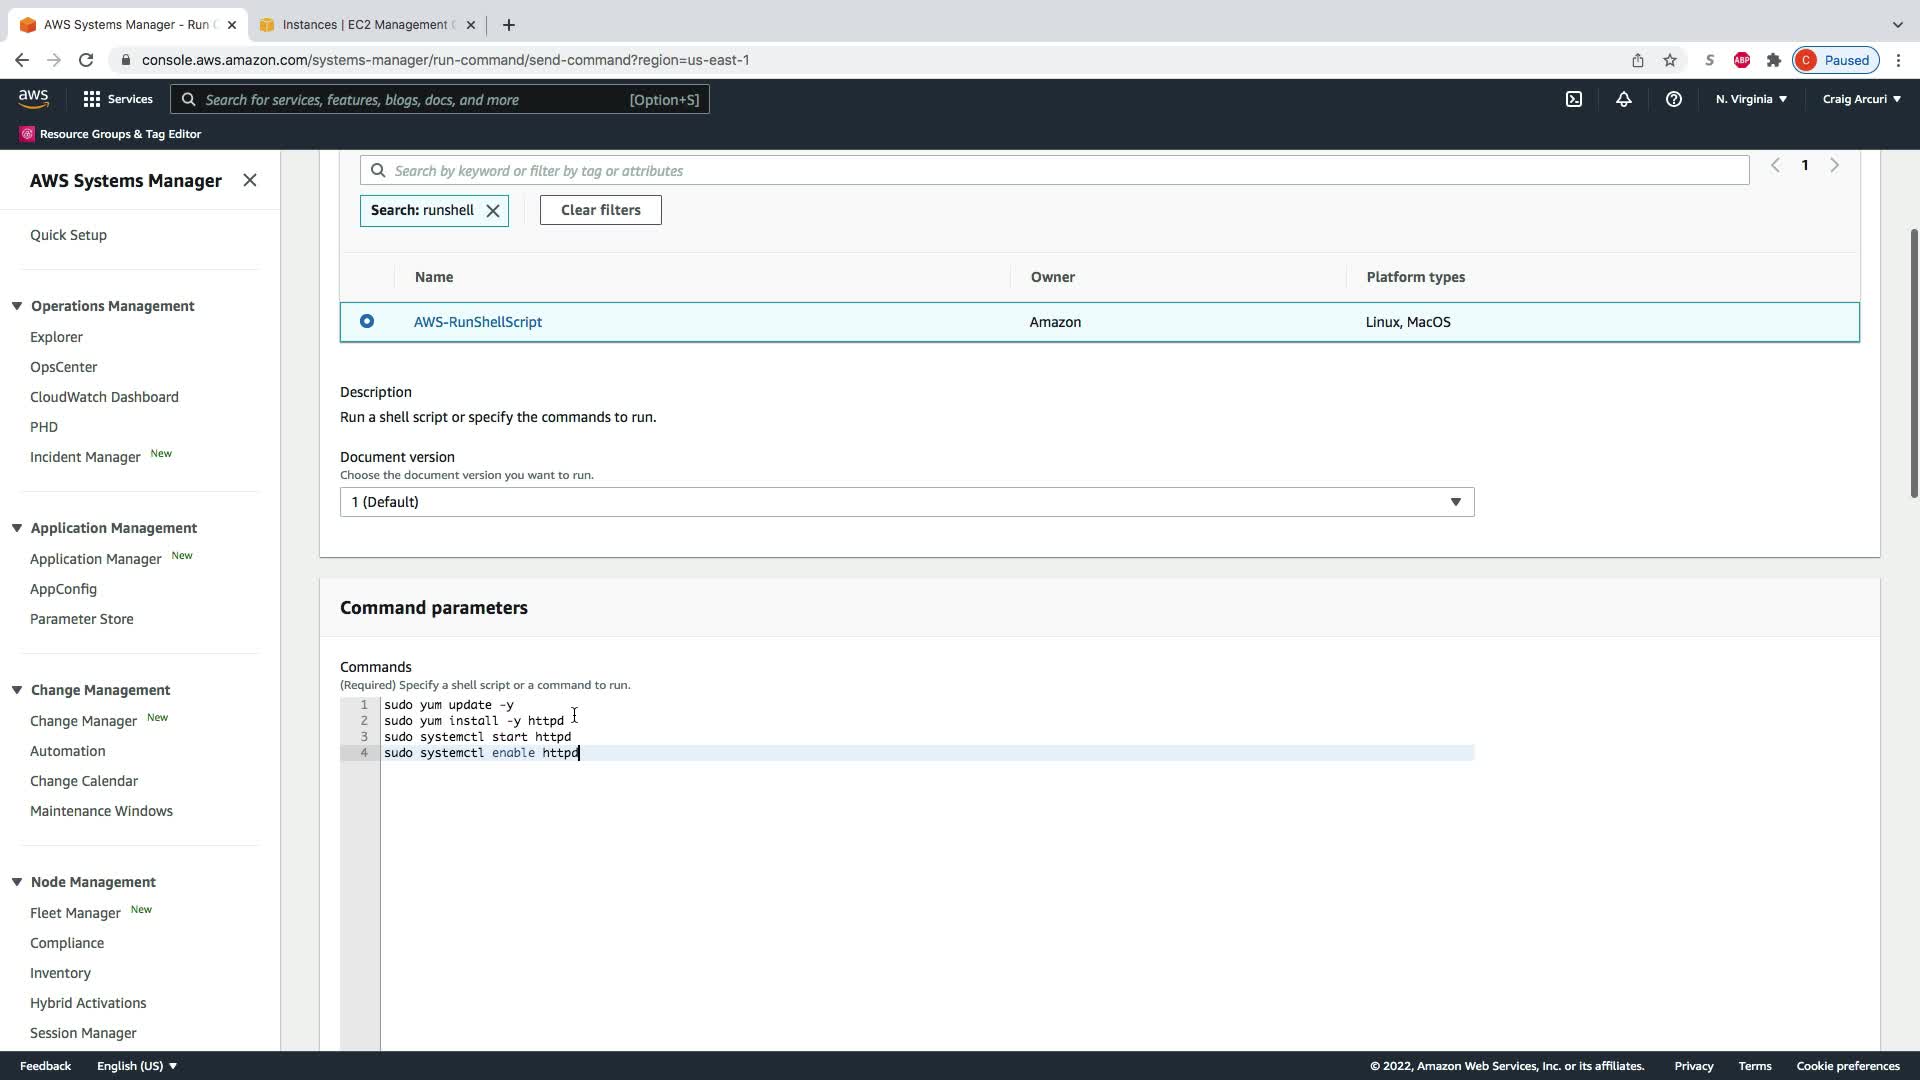 AWS Systems Manager - Run C
Instances | EC2 Management C
console.aws.amazon.com/systems-manager/run-command/send-command?region=us-east-1
S
ABP
C
Paused
aws
Services
Search for services, features, blogs, docs, and more
[Option+S]
N. Virginia
Craig Arcuri
Resource Groups & Tag Editor
AWS Systems Manager
Quick Setup
Operations Management
Explorer
OpsCenter
CloudWatch Dashboard
PHD
Incident Manager New
Application Management
Application Manager New
AppConfig
Parameter Store
Change Management
Change Manager New
Automation
Change Calendar
Maintenance Windows
Node Management
Fleet Manager New
Compliance
Inventory
Hybrid Activations
Session Manager
Search by keyword or filter by tag or attributes
1
Search: runshell
Clear filters
Name Owner Platform types
AWS-RunShellScript Amazon Linux, MacOS
Description
Run a shell script or specify the commands to run.
Document version
Choose the document version you want to run.
1 (Default)
Command parameters
Commands
(Required) Specify a shell script or a command to run.
1 sudo yum update -y
2 sudo yum install -y httpd
3 sudo systemctl start httpd
4 sudo systemctl enable httpd
Feedback
English (US)
© 2022, Amazon Web Services, Inc. or its affiliates.
Privacy
Terms
Cookie preferences